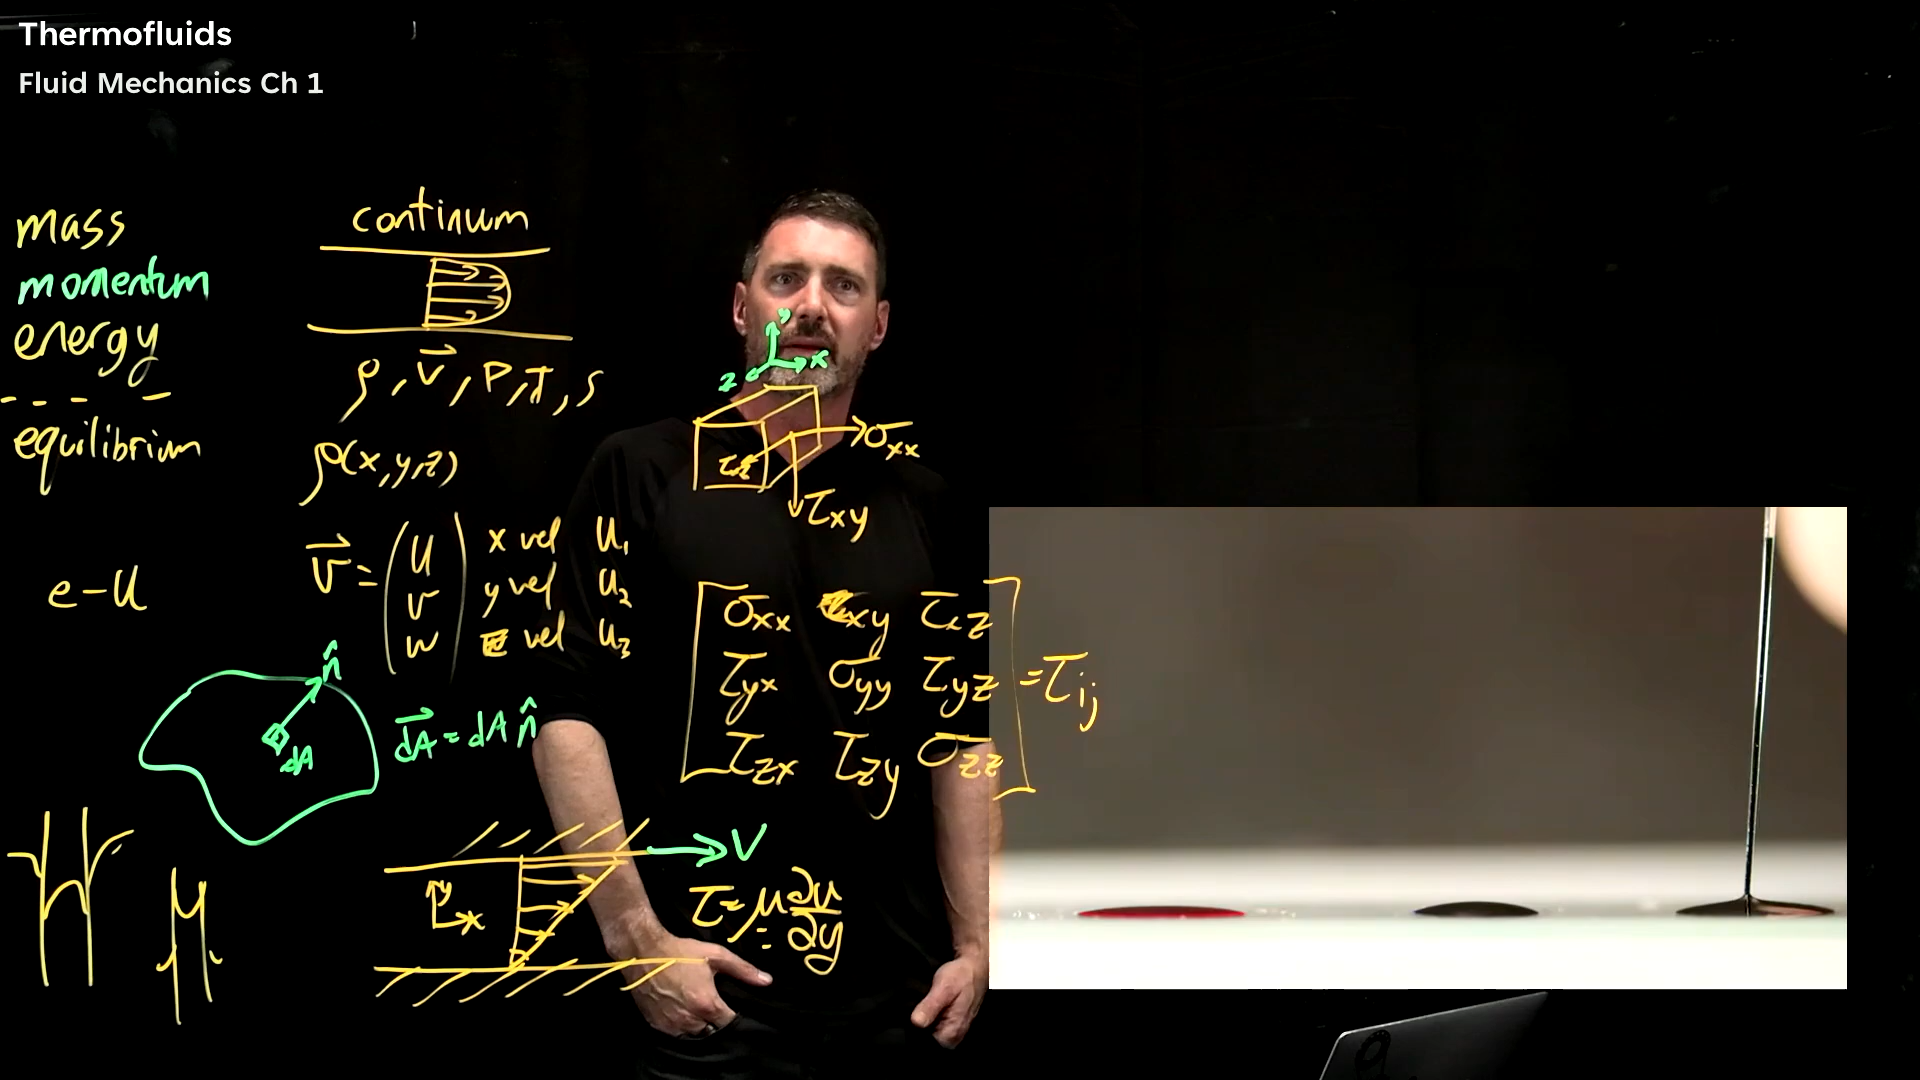 Thermofluids
Fluid Mechanics Ch 1
mass
momentum
energy
equilibrium
e-u
continuum
ρ, V, P, T, s
ρ(x,y,z)
V = (u v w)
x vel u₁
y vel u₂
z vel u₃
n̂
dA
dA = dA n̂
y
x
z
σxx
τxz
τxy
σxx τxy τxz
τyx σyy τyz = τij
τzx τzy σzz
V
y
x
τ = μ ∂u/∂y